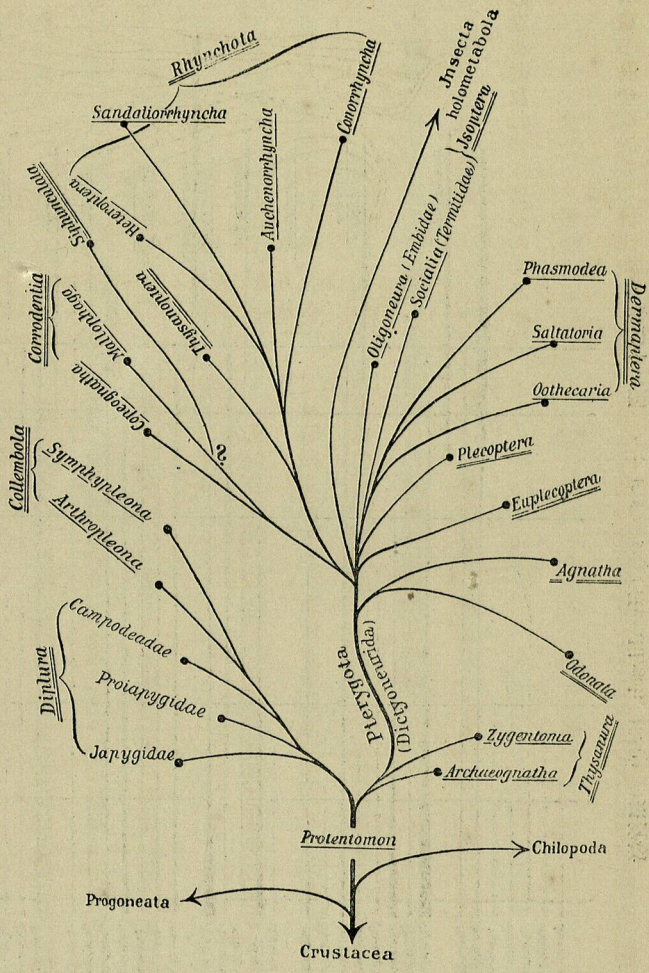 Rhynchota
Sandaliorrhyncha
Auchenorrhyncha
Conorrhyncha
Jnsecta
holometabola
Jsoptera
Siphunculata
Heteroptera
Corrodentia
Mallophaga
Thysanoptera
Copeognatha
Oligoneura (Embidae)
Socialia (Termitidae)
Phasmodea
Saltatoria
Oothecaria
Dermaptera
Plecoptera
Euplecoptera
Agnatha
Odonata
?
Collembola
Symphypleona
Arthropleona
Diplura
Campodeadae
Projapygidae
Japygidae
Pterygota
(Dictyoneurida)
Zygentoma
Archaeognatha
Thysanura
Protentomon
Chilopoda
Progoneata
Crustacea